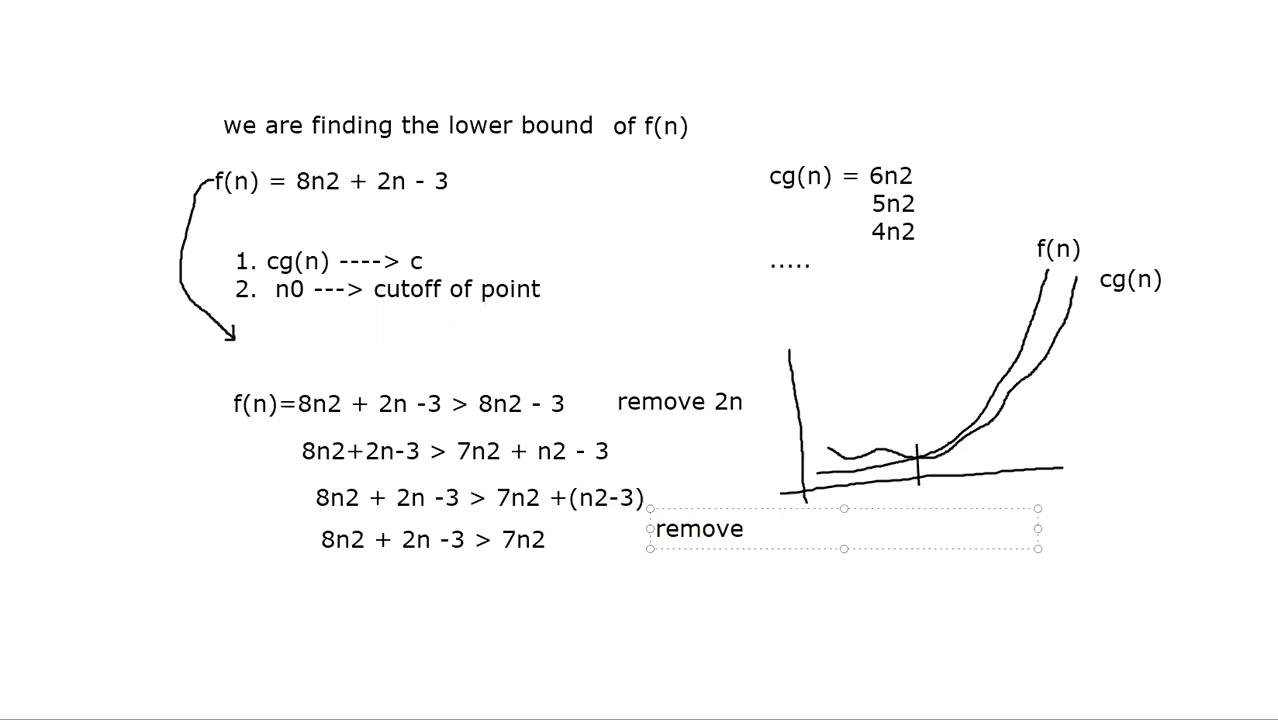 we are finding the lower bound of f(n)
f(n) = 8n2 + 2n - 3
1. cg(n) ----> c
2. n0 ---> cutoff of point
f(n)=8n2 + 2n -3 > 8n2 - 3 remove 2n
8n2+2n-3 > 7n2 + n2 - 3
8n2 + 2n -3 > 7n2 +(n2-3)
remove
8n2 + 2n -3 > 7n2
cg(n) = 6n2
5n2
4n2
.....
f(n)
cg(n)